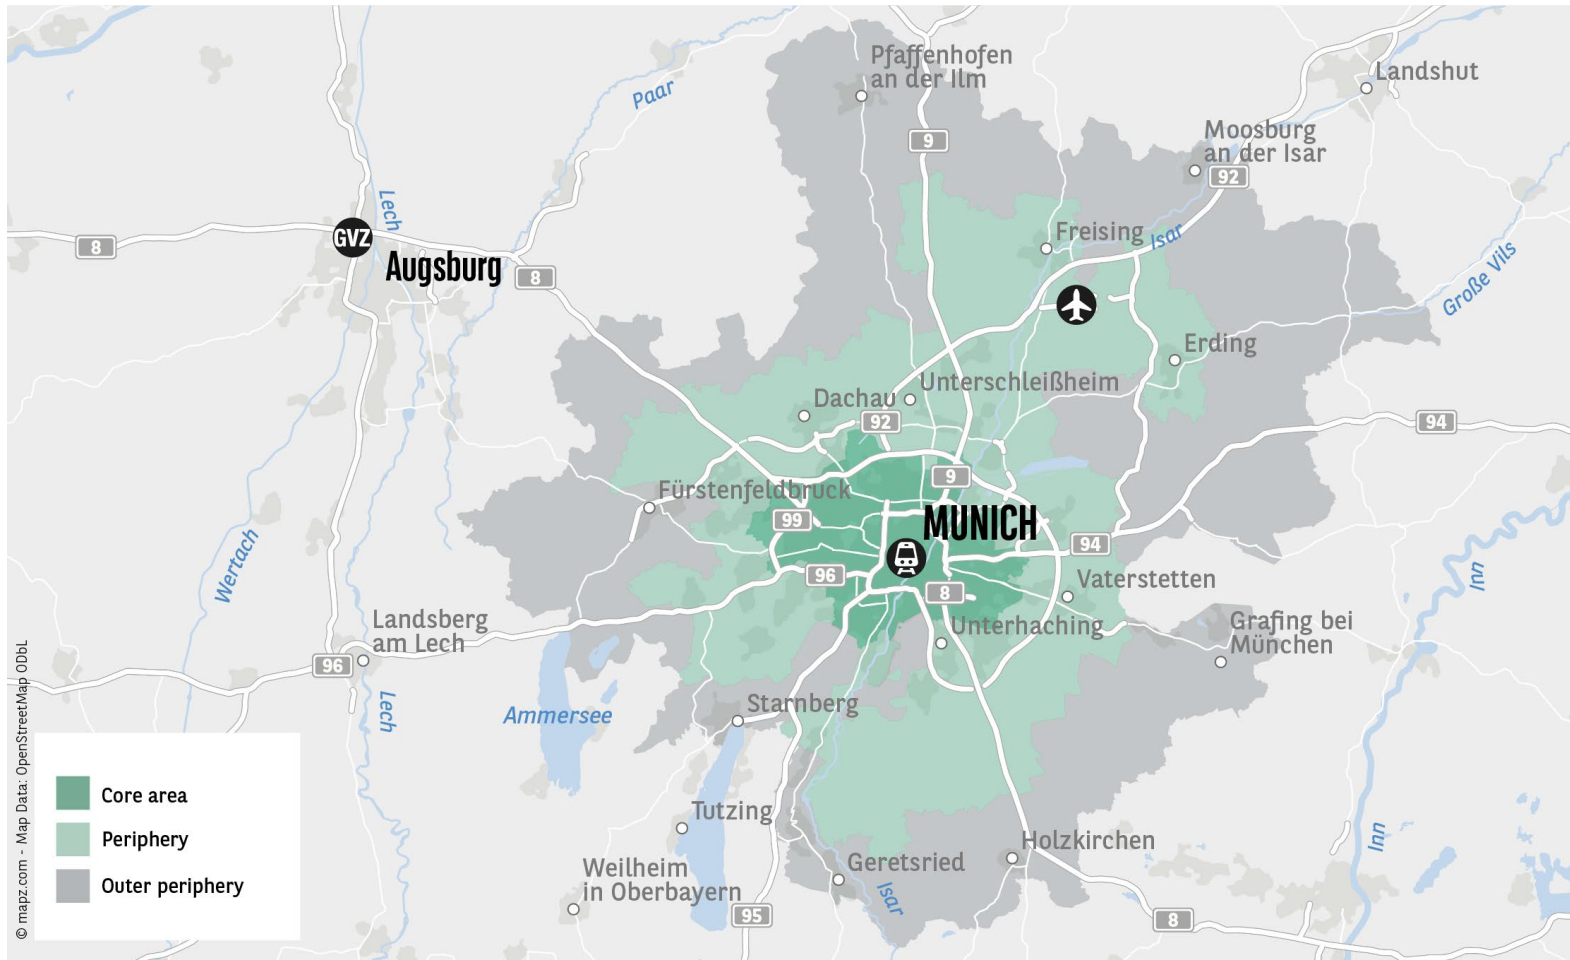 Pfaffenhofen
an der Ilm
Landshut
Paar
Moosburg
an der Isar
9
92
Lech
GVZ
Augsburg
8
8
Freising
Isar
Große Vils
Erding
Unterschleißheim
Dachau
92
94
Fürstenfeldbruck
9
99
MUNICH
94
96
8
Vaterstetten
Wertach
Inn
Landsberg
am Lech
96
Unterhaching
Grafing bei
München
Lech
Ammersee
Starnberg
Core area
Periphery
Outer periphery
Tutzing
Weilheim
in Oberbayern
95
Geretsried
Isar
Holzkirchen
8
Inn
© mapz.com - Map Data: OpenStreetMap ODbL